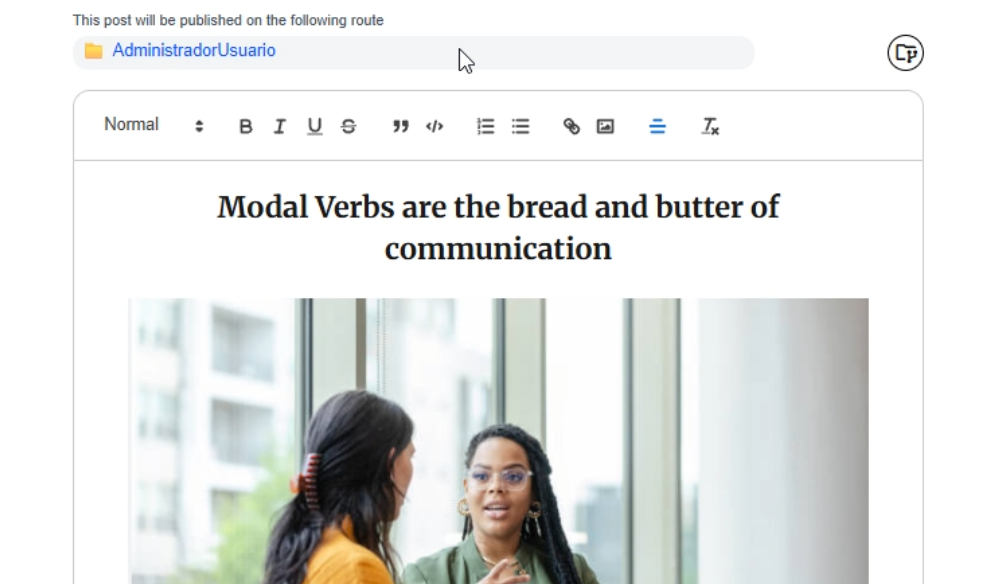 This post will be published on the following route
AdministradorUsuario
Normal
Modal Verbs are the bread and butter of
communication